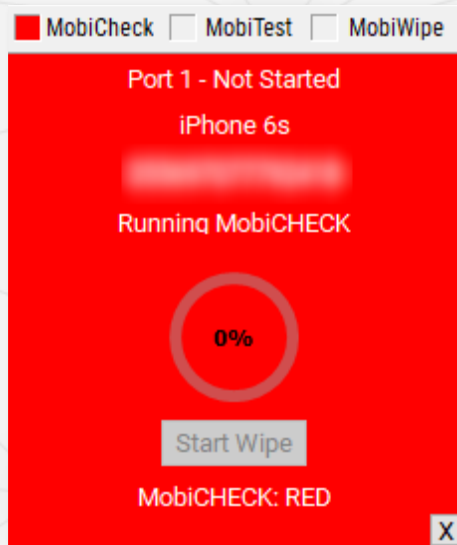 MobiCheck MobiTest MobiWipe
Port 1 - Not Started
iPhone 6s
Running MobiCHECK
0%
Start Wipe
MobiCHECK: RED
X